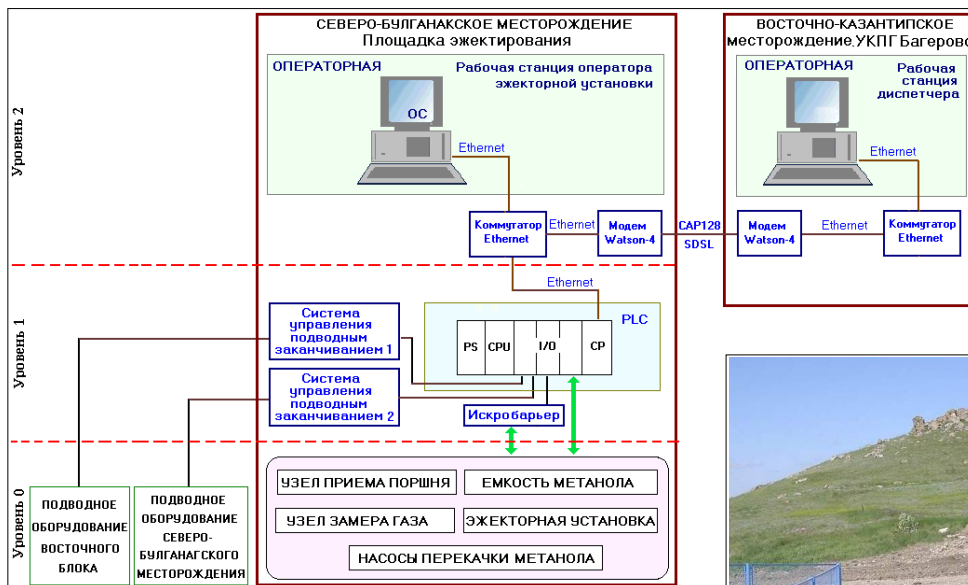 СЕВЕРО-БУЛГАНАКСКОЕ МЕСТОРОЖДЕНИЕ
Площадка эжектирования
ВОСТОЧНО-КАЗАНТИПСКОЕ
месторождение.УКПГ Багерово
Уровень 2
ОПЕРАТОРНАЯ
Рабочая станция оператора
эжекторной установки
ОС
Ethernet
ОПЕРАТОРНАЯ
Рабочая
станция
диспетчера
Ethernet
Коммутатор
Ethernet
Ethernet
Модем
Watson-4
CAP128
SDSL
Модем
Watson-4
Ethernet
Коммутатор
Ethernet
Уровень 1
Ethernet
Система
управления
подводным
заканчиванием 1
PLC
PS
CPU
I/O
CP
Система
управления
подводным
заканчиванием 2
Искробарьер
Уровень 0
ПОДВОДНОЕ
ОБОРУДОВАНИЕ
ВОСТОЧНОГО
БЛОКА
ПОДВОДНОЕ
ОБОРУДОВАНИЕ
СЕВЕРО-
БУЛГАНАГСКОГО
МЕСТОРОЖДЕНИЯ
УЗЕЛ ПРИЕМА ПОРШНЯ
ЕМКОСТЬ МЕТАНОЛА
УЗЕЛ ЗАМЕРА ГАЗА
ЭЖЕКТОРНАЯ УСТАНОВКА
НАСОСЫ ПЕРЕКАЧКИ МЕТАНОЛА